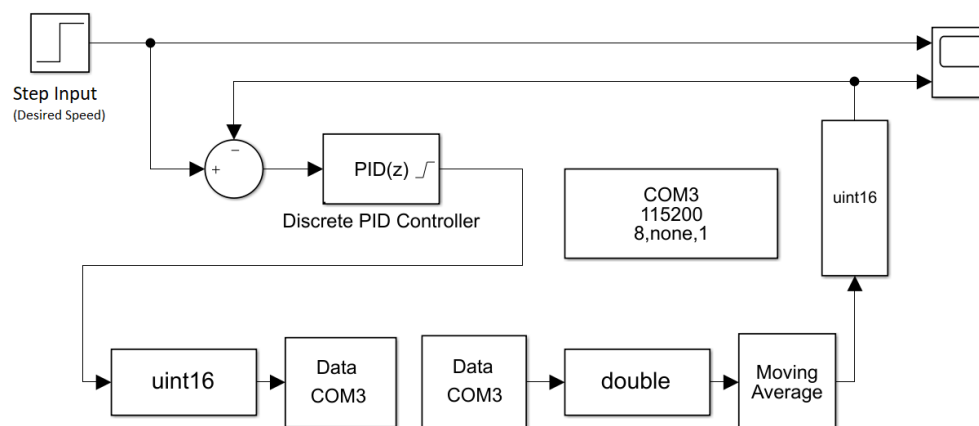 Step Input
(Desired Speed)
−
+
PID(z)
Discrete PID Controller
COM3
115200
8,none,1
uint16
uint16
Data
COM3
Data
COM3
double
Moving
Average